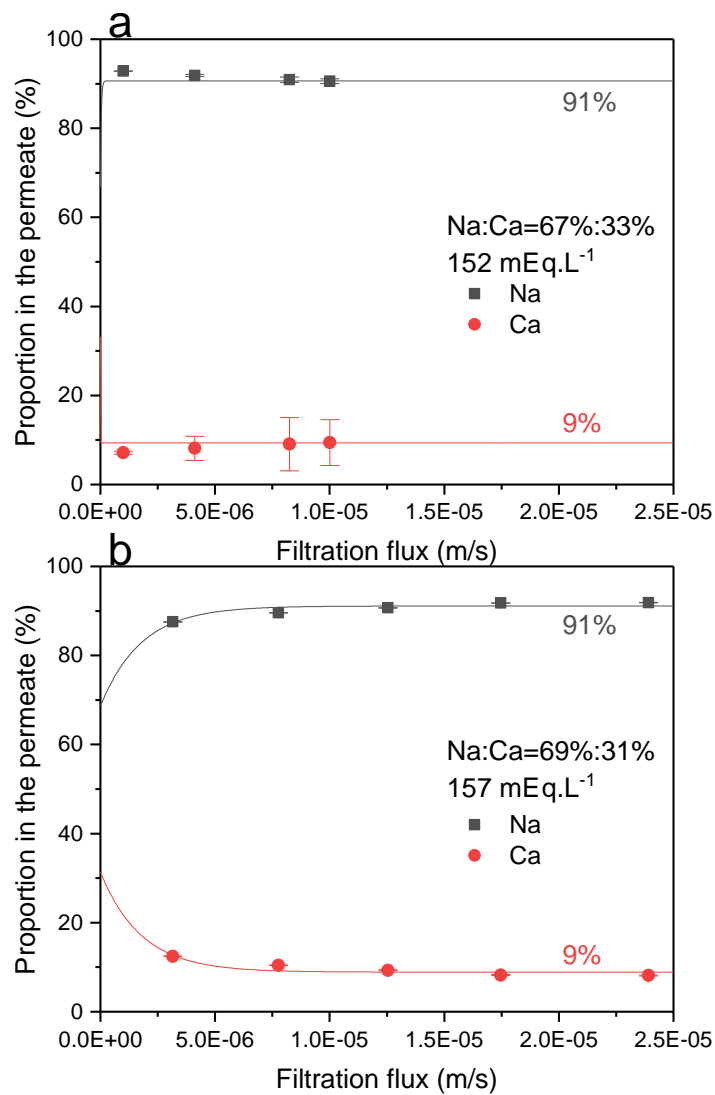 a
Proportion in the permeate (%)
100
80
60
40
20
0
91%
Na:Ca=67%:33%
152 mEq.L⁻¹
Na
Ca
9%
0.0E+00 5.0E-06 1.0E-05 1.5E-05 2.0E-05 2.5E-05
Filtration flux (m/s)
b
Proportion in the permeate (%)
100
80
60
40
20
0
91%
Na:Ca=69%:31%
157 mEq.L⁻¹
Na
Ca
9%
0.0E+00 5.0E-06 1.0E-05 1.5E-05 2.0E-05 2.5E-05
Filtration flux (m/s)